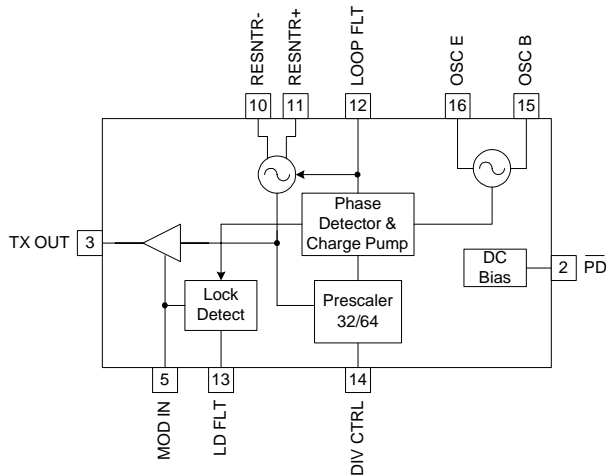 RESNTR-
RESNTR+
LOOP FLT
OSC E
OSC B
10
11
12
16
15
Phase
Detector &
Charge Pump
TX OUT
3
DC
Bias
2
PD
Lock
Detect
Prescaler
32/64
5
13
14
MOD IN
LD FLT
DIV CTRL